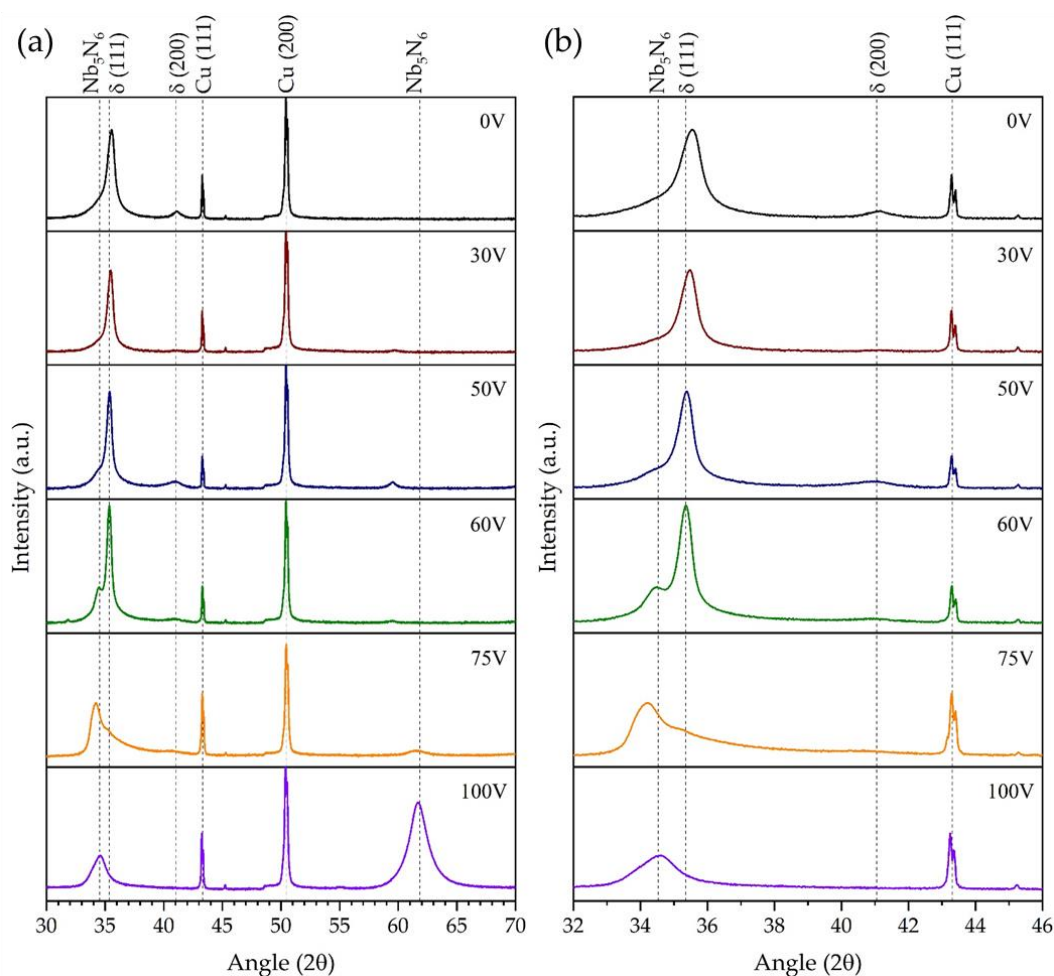 (a)
Nb₅N₆
δ (111)
δ (200)
Cu (111)
Cu (200)
Nb₅N₆
0V
30V
50V
60V
75V
100V
Intensity (a.u.)
30 35 40 45 50 55 60 65 70
Angle (2θ)
(b)
Nb₅N₆
δ (111)
δ (200)
Cu (111)
0V
30V
50V
60V
75V
100V
Intensity (a.u.)
32 34 36 38 40 42 44 46
Angle (2θ)